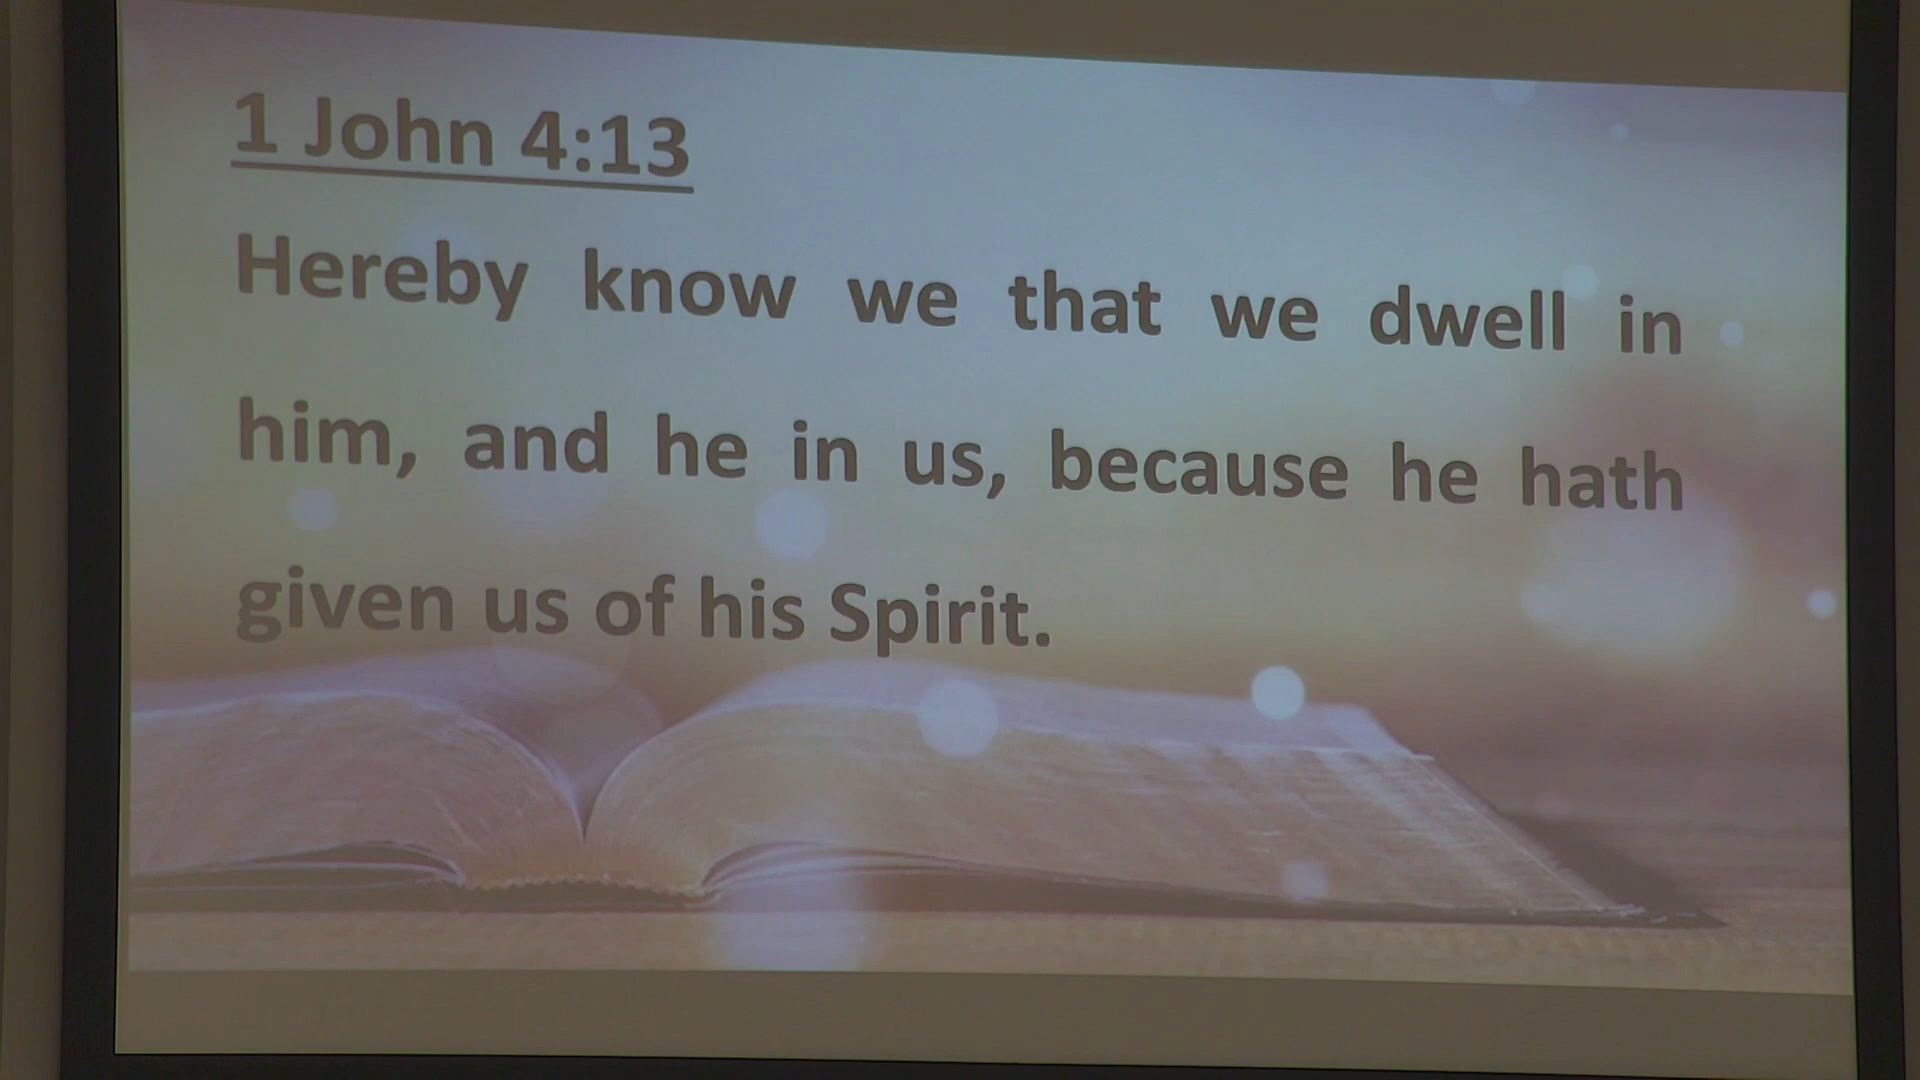 1 John 4:13
Hereby know we that we dwell in
him, and he in us, because he hath
given us of his Spirit.